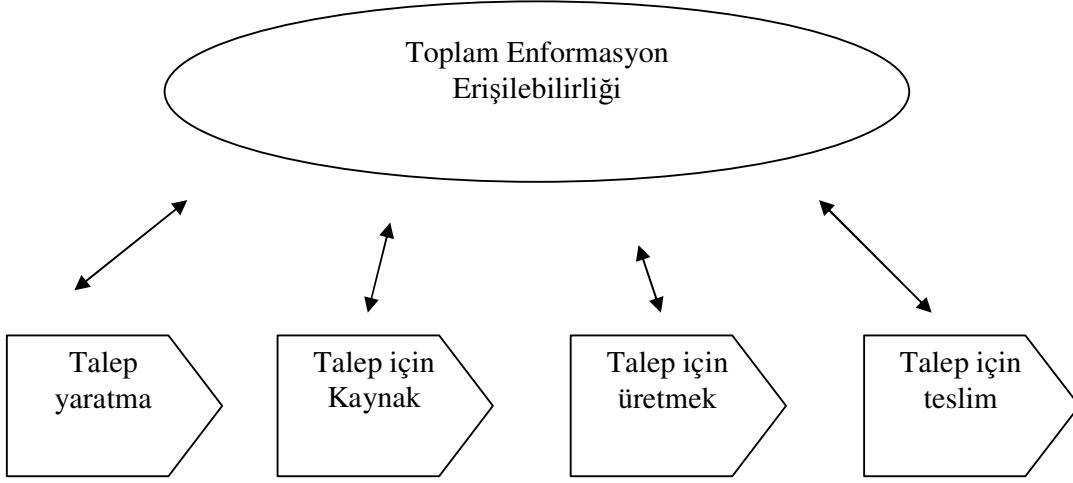 Toplam Enformasyon
Erişilebilirliği
Talep
yaratma
Talep için
Kaynak
Talep için
üretmek
Talep için
teslim